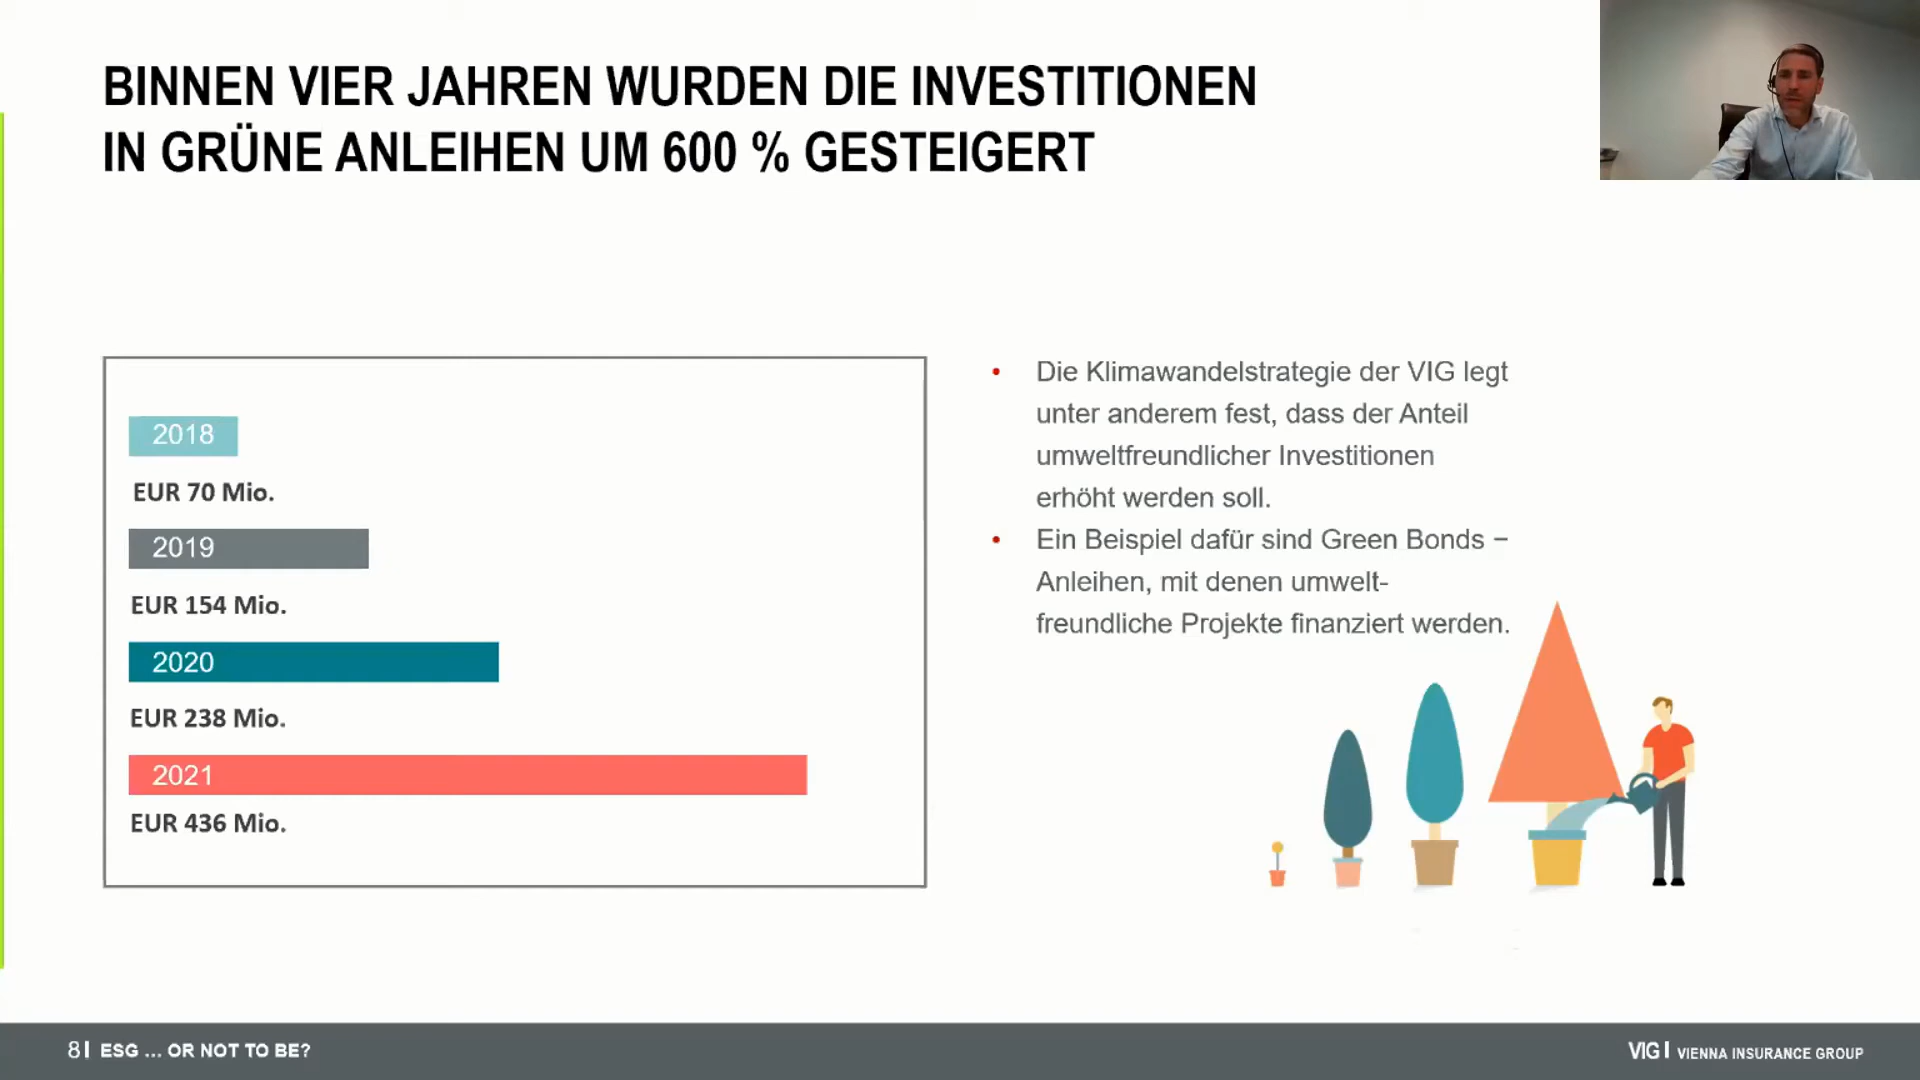 BINNEN VIER JAHREN WURDEN DIE INVESTITIONEN
IN GRÜNE ANLEIHEN UM 600 % GESTEIGERT
2018
EUR 70 Mio.
2019
EUR 154 Mio.
2020
EUR 238 Mio.
2021
EUR 436 Mio.
• Die Klimawandelstrategie der VIG legt
unter anderem fest, dass der Anteil
umweltfreundlicher Investitionen
erhöht werden soll.
• Ein Beispiel dafür sind Green Bonds –
Anleihen, mit denen umwelt-
freundliche Projekte finanziert werden.
8 | ESG ... OR NOT TO BE?
VIG | VIENNA INSURANCE GROUP